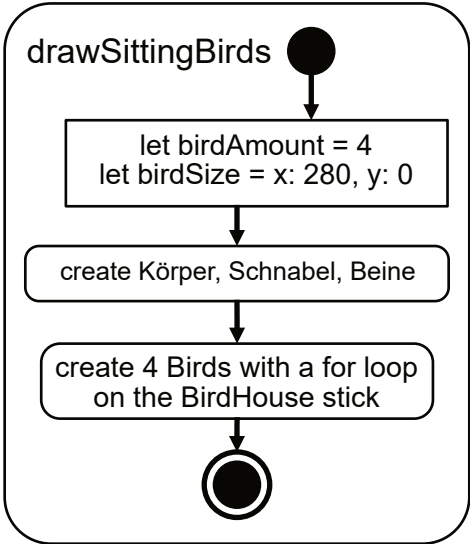 drawSittingBirds
let birdAmount = 4
let birdSize = x: 280, y: 0
create Körper, Schnabel, Beine
create 4 Birds with a for loop
on the BirdHouse stick